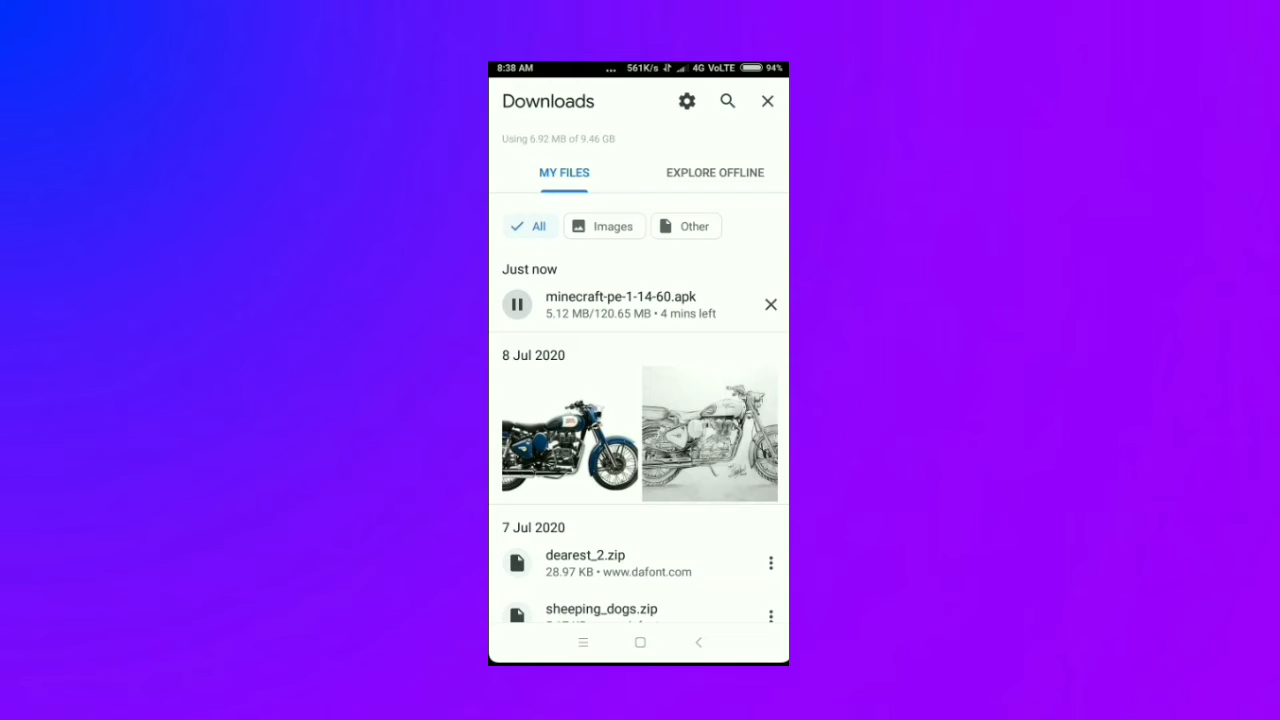 8:38 AM ... 561K/s 4G VoLTE 94%
Downloads
Using 6.92 MB of 9.46 GB
MY FILES EXPLORE OFFLINE
All Images Other
Just now
minecraft-pe-1-14-60.apk
5.12 MB/120.65 MB • 4 mins left
8 Jul 2020
7 Jul 2020
dearest_2.zip
28.97 KB • www.dafont.com
sheeping_dogs.zip